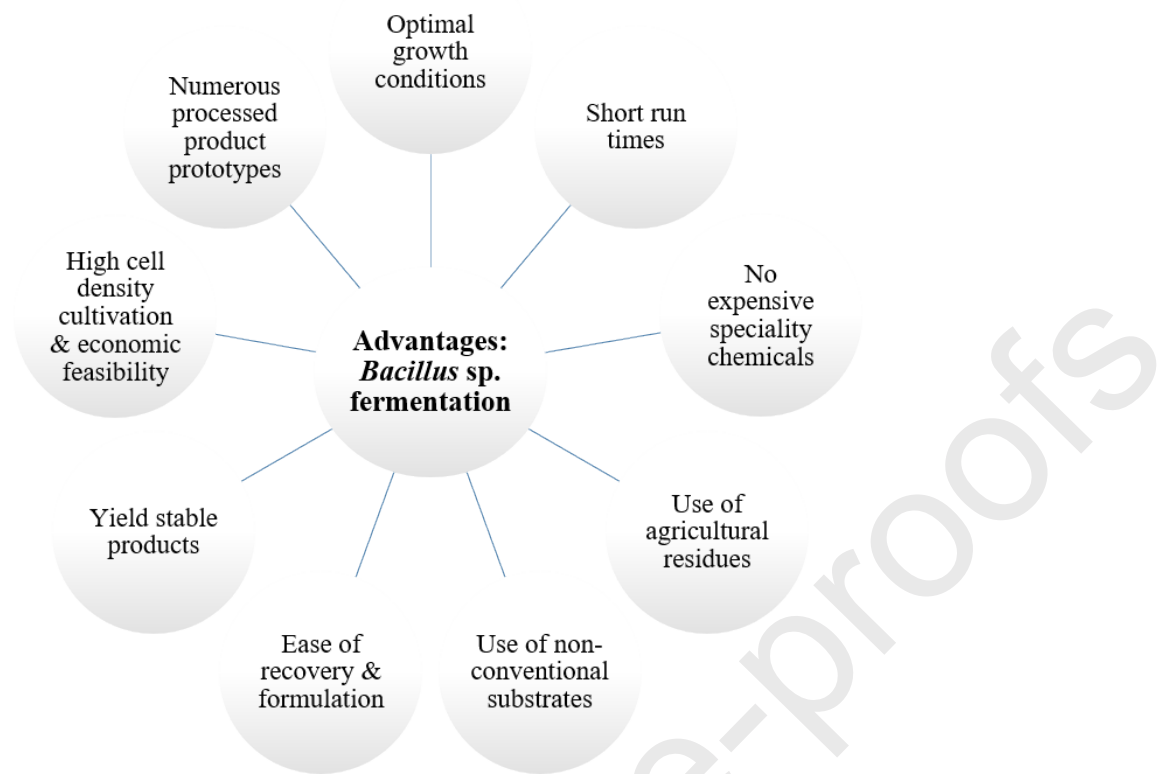 Optimal
growth
conditions
Numerous
processed
product
prototypes
Short run
times
High cell
density
cultivation
& economic
feasibility
No
expensive
speciality
chemicals
Advantages:
Bacillus sp.
fermentation
Yield stable
products
Use of
agricultural
residues
Ease of
recovery &
formulation
Use of non-
conventional
substrates
e-proofs